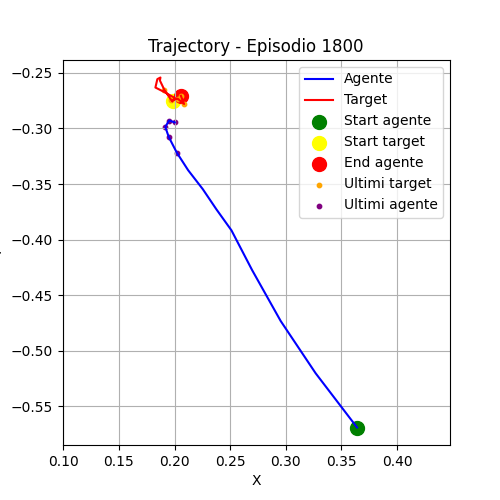 Trajectory - Episodio 1800
Agente
Target
Start agente
Start target
End agente
Ultimi target
Ultimi agente
−0.25
−0.30
−0.35
−0.40
−0.45
−0.50
−0.55
0.10 0.15 0.20 0.25 0.30 0.35 0.40
X